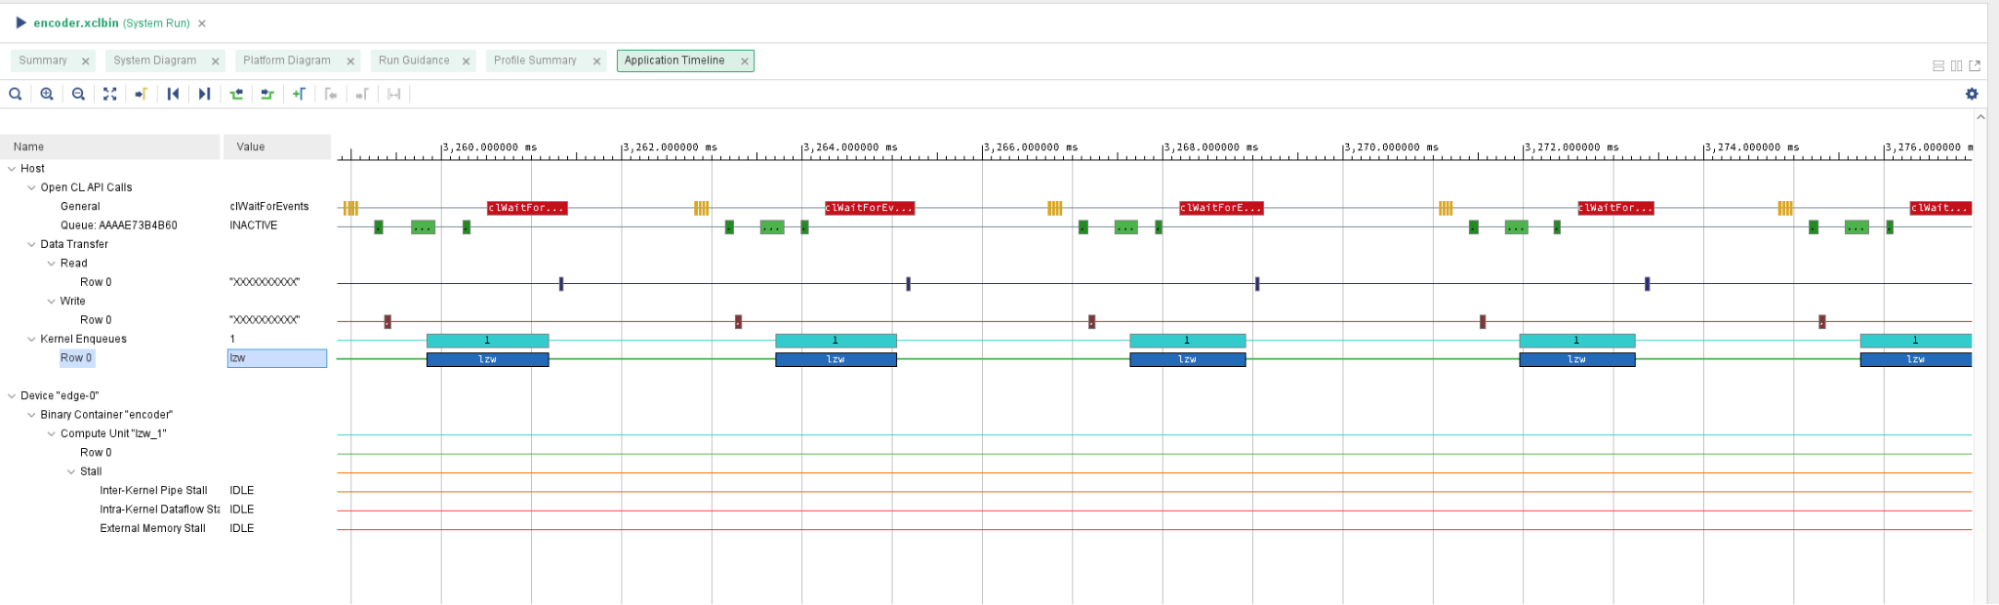 encoder.xclbin (System Run)
Summary System Diagram Platform Diagram Run Guidance Profile Summary Application Timeline
Name Value 3,260.000000 ms 3,262.000000 ms 3,264.000000 ms 3,266.000000 ms 3,268.000000 ms 3,270.000000 ms 3,272.000000 ms 3,274.000000 ms 3,276.000000 m
Host
Open CL API Calls
General clWaitForEvents clWaitFor... clWaitForEv... clWaitForE... clWaitFor... clWait...
Queue: AAAAE73B4B60 INACTIVE ... ... ... ... ...
Data Transfer
Read
Row 0 "XXXXXXXXXX"
Write
Row 0 "XXXXXXXXXX"
Kernel Enqueues 1 1 1 1 1 1
Row 0 lzw lzw lzw lzw lzw lzw
Device "edge-0"
Binary Container "encoder"
Compute Unit "lzw_1"
Row 0
Stall
Inter-Kernel Pipe Stall IDLE
Intra-Kernel Dataflow Sta IDLE
External Memory Stall IDLE